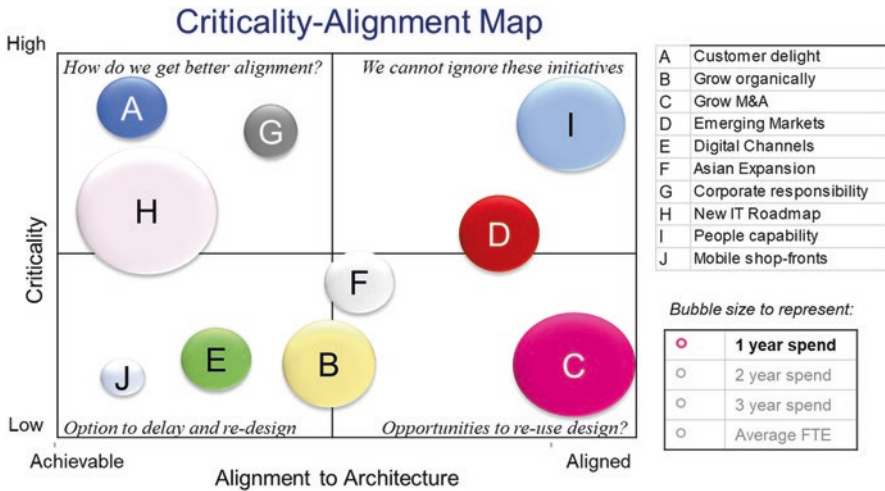 Criticality-Alignment Map
High
How do we get better alignment?
We cannot ignore these initiatives
A
G
I
H
D
Criticality
F
J
E
B
C
Low
Option to delay and re-design
Opportunities to re-use design?
Achievable
Aligned
Alignment to Architecture
A Customer delight
B Grow organically
C Grow M&A
D Emerging Markets
E Digital Channels
F Asian Expansion
G Corporate responsibility
H New IT Roadmap
I People capability
J Mobile shop-fronts
Bubble size to represent:
1 year spend
2 year spend
3 year spend
Average FTE